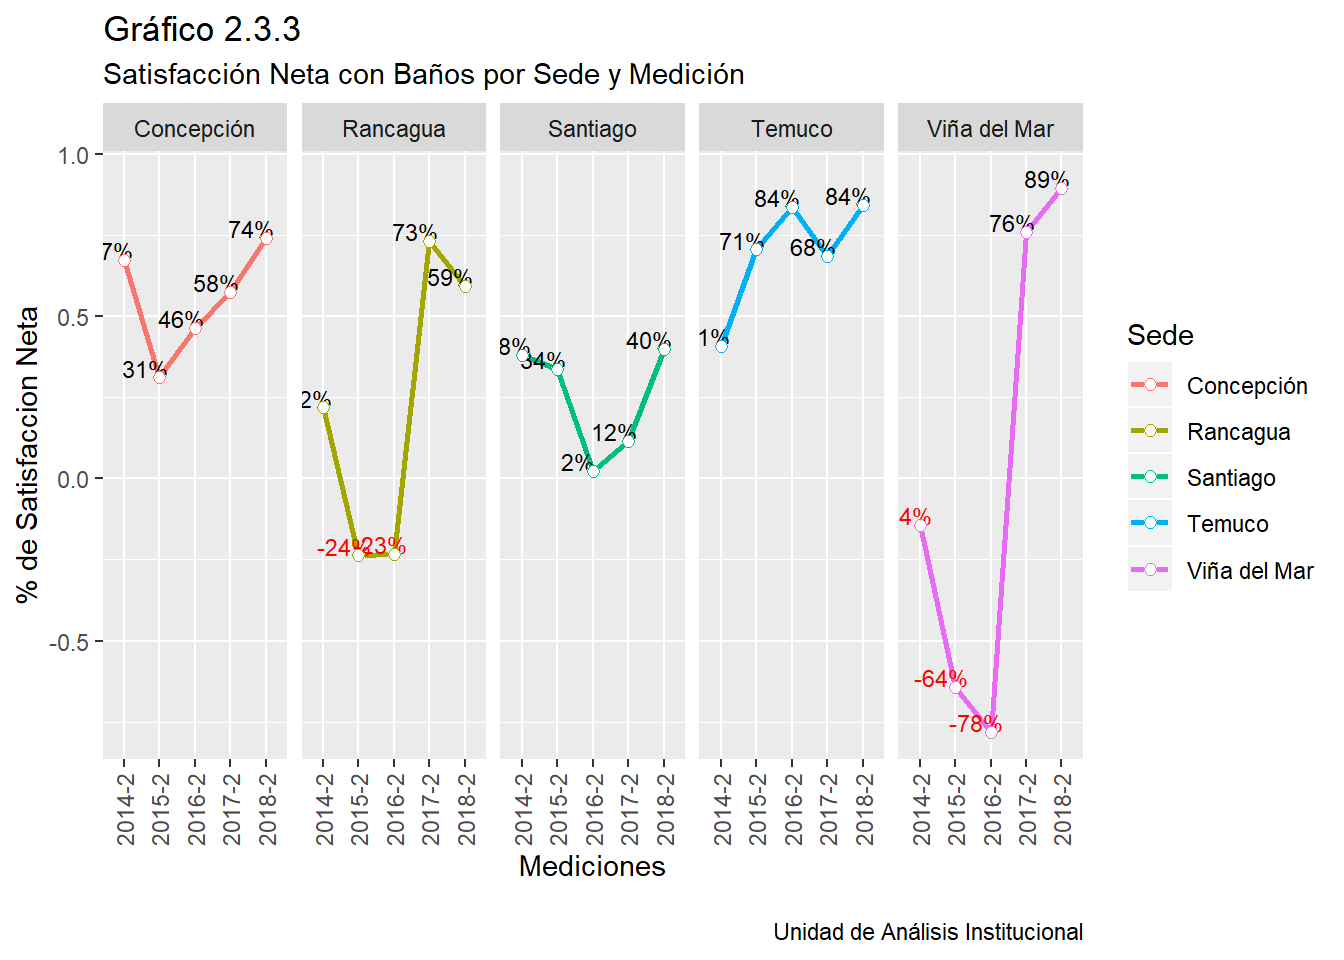 Gráfico 2.3.3
Satisfacción Neta con Baños por Sede y Medición
Concepción Rancagua Santiago Temuco Viña del Mar
1.0
0.5
0.0
-0.5
% de Satisfaccion Neta
7% 31% 46% 58% 74%
2% -24% 23% 73% 59%
8% 34% 2% 12% 40%
1% 71% 84% 68% 84%
4% -64% -78% 76% 89%
2014-2 2015-2 2016-2 2017-2 2018-2
2014-2 2015-2 2016-2 2017-2 2018-2
2014-2 2015-2 2016-2 2017-2 2018-2
2014-2 2015-2 2016-2 2017-2 2018-2
2014-2 2015-2 2016-2 2017-2 2018-2
Mediciones
Sede
Concepción
Rancagua
Santiago
Temuco
Viña del Mar
Unidad de Análisis Institucional